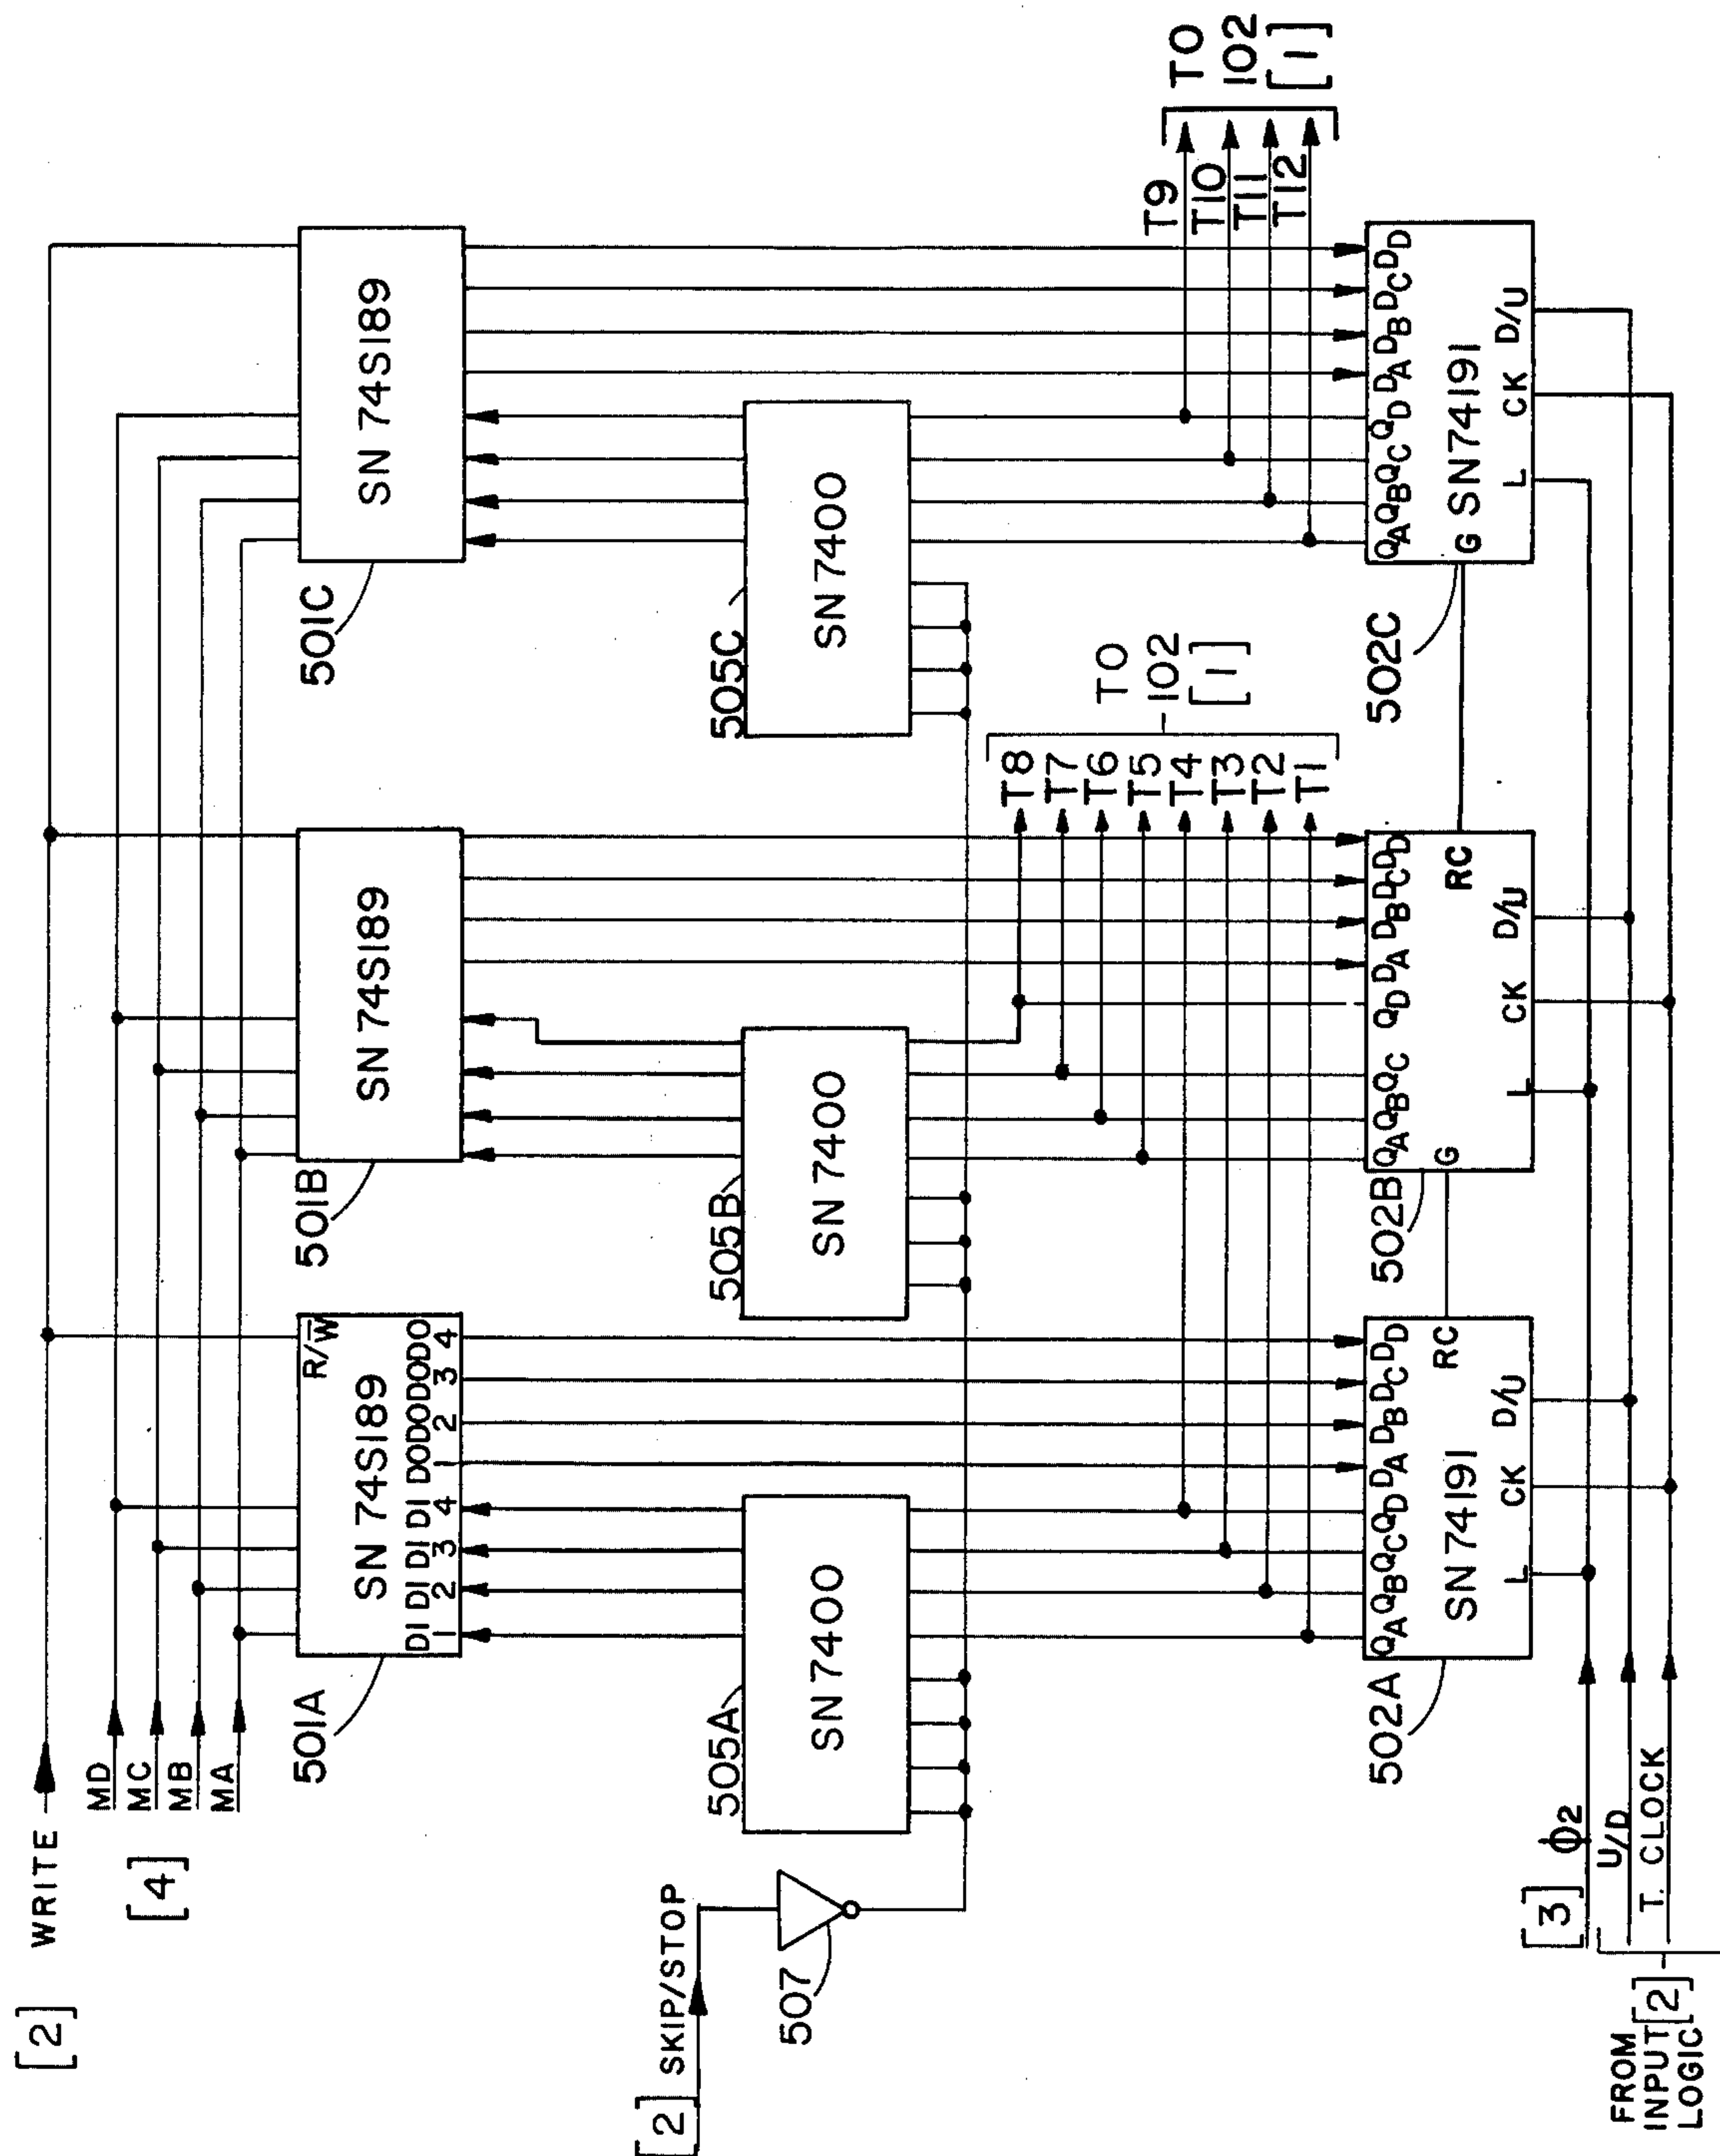 [2] WRITE
MD
MC
MB
MA
[4]
501A
SN 74S189
R/W̅
DI 1 DI 2 DI 3 DI 4 DO 1 DO 2 DO 3 DO 4
501B
SN 74S189
501C
SN 74S189
[2] SKIP/STOP
507
505A
SN 7400
505B
SN 7400
505C
SN 7400
T8
T7
T6
T5
T4
T3
T2
T1
TO
102
[1]
T9
T10
T11
T12
TO
102
[1]
502A
QA QB QC QD DA DB DC DD
SN74191
RC
L CK D/U
502B
QA QB QC QD DA DB DC DD
G
RC
L CK D/U
502C
QA QB QC QD DA DB DC DD
G SN74191
L CK D/U
[3] ϕ2
U/D
T. CLOCK
FROM
INPUT [2]
LOGIC